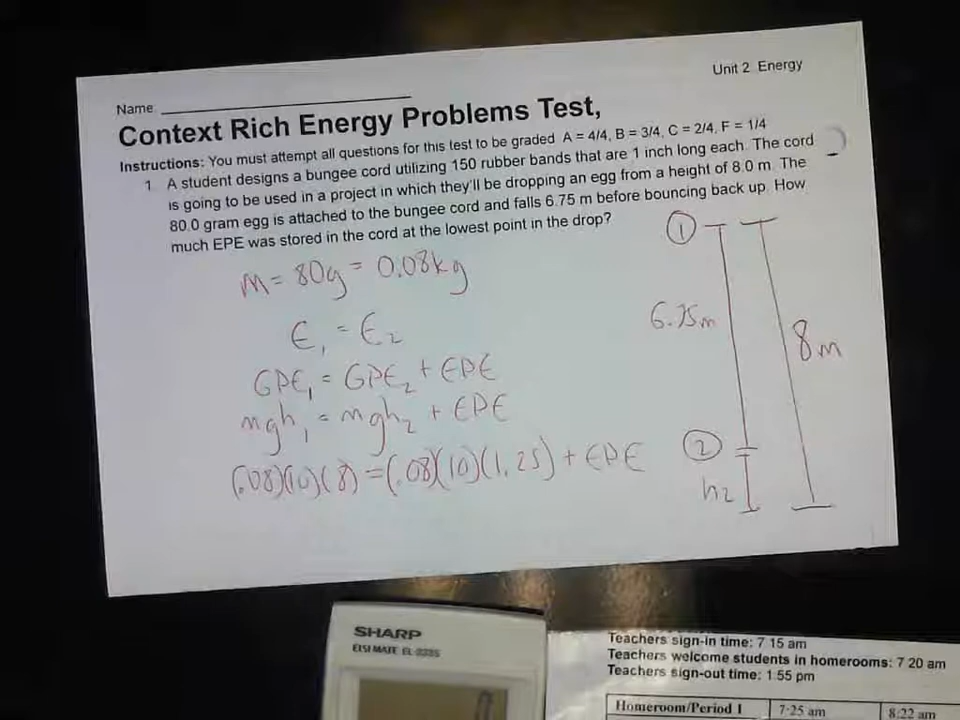 Unit 2 Energy
Name
Context Rich Energy Problems Test,
Instructions: You must attempt all questions for this test to be graded A = 4/4, B = 3/4, C = 2/4, F = 1/4
1 A student designs a bungee cord utilizing 150 rubber bands that are 1 inch long each. The cord
is going to be used in a project in which they'll be dropping an egg from a height of 8.0 m. The
80.0 gram egg is attached to the bungee cord and falls 6.75 m before bouncing back up. How
much EPE was stored in the cord at the lowest point in the drop?
m = 80g = 0.08kg
E1 = E2
GPE1 = GPE2 + EPE
mgh1 = mgh2 + EPE
(.08)(10)(8) = (.08)(10)(1.25) + EPE
1
6.75m
8m
2
h2
SHARP
ELSI MATE
Teachers sign-in time: 7 15 am
Teachers welcome students in homerooms: 7 20 am
Teachers sign-out time: 1 55 pm
Homeroom/Period 1
7:25 am
8:22 am